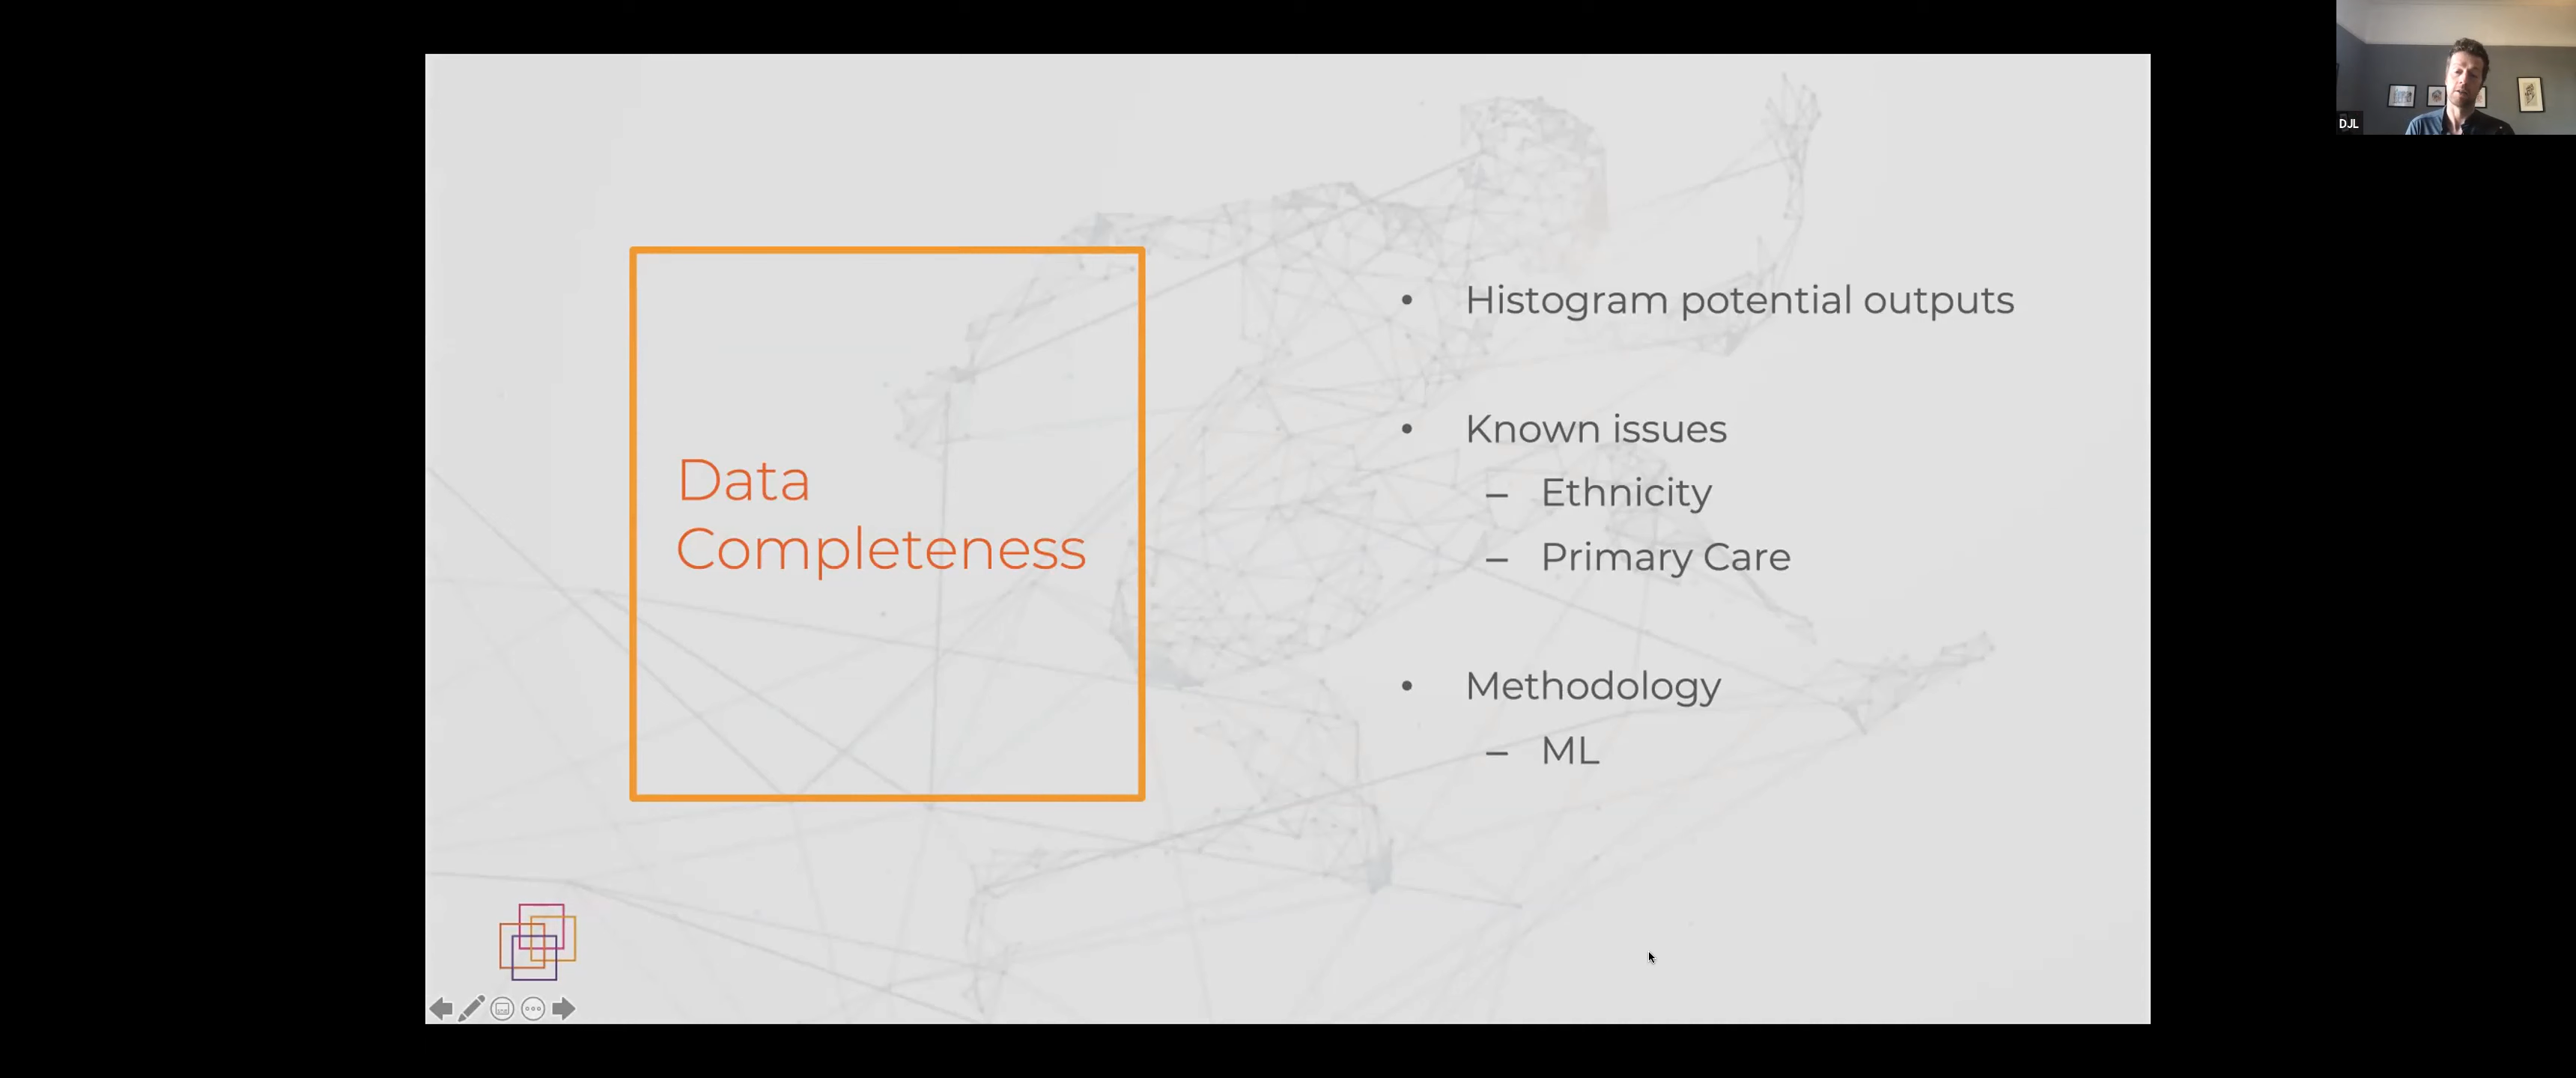 DJL
Data
Completeness
• Histogram potential outputs
• Known issues
– Ethnicity
– Primary Care
• Methodology
– ML